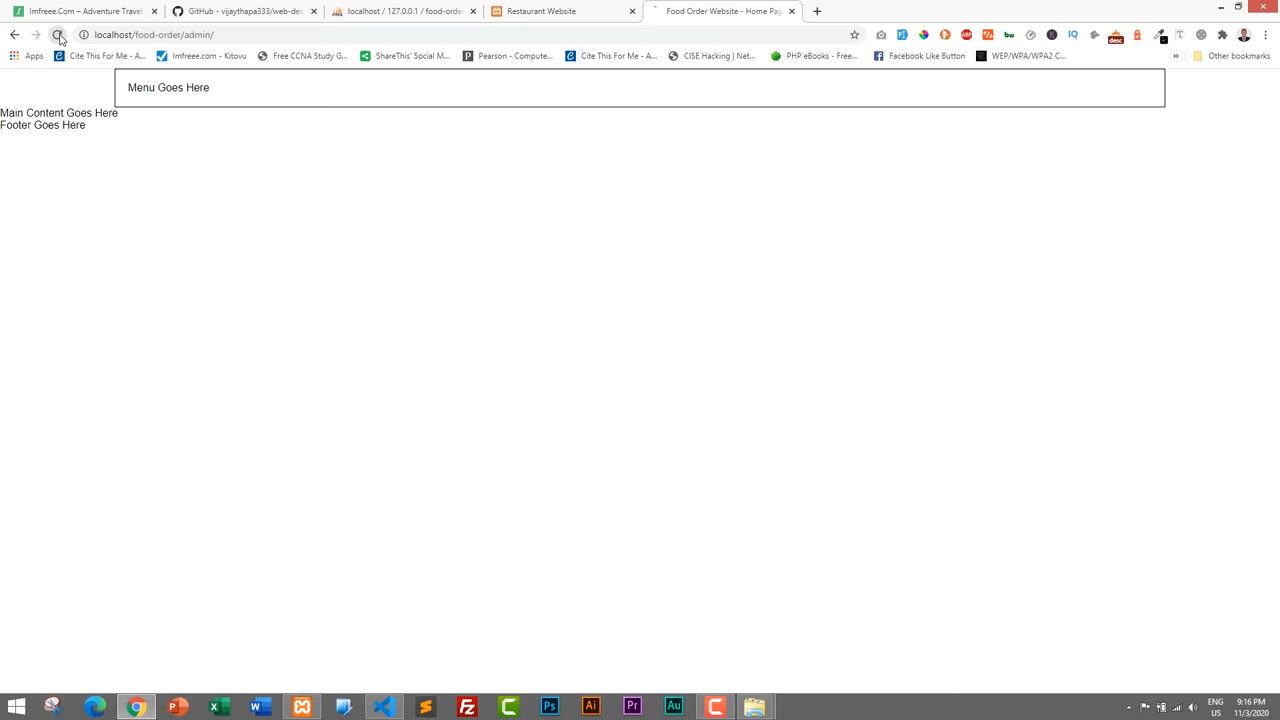 Imfreee.Com – Adventure Travel
GitHub - vijaythapa333/web-des
localhost / 127.0.0.1 / food-orde
Restaurant Website
Food Order Website - Home Pag
localhost/food-order/admin/
Apps
Cite This For Me - A...
Imfreee.com - Kitovu
Free CCNA Study G...
ShareThis' Social M...
Pearson - Compute...
Cite This For Me - A...
CISE Hacking | Net...
PHP eBooks - Free...
Facebook Like Button
WEP/WPA/WPA2 C...
Other bookmarks
Menu Goes Here
Main Content Goes Here
Footer Goes Here
ENG
US
9:16 PM
11/3/2020